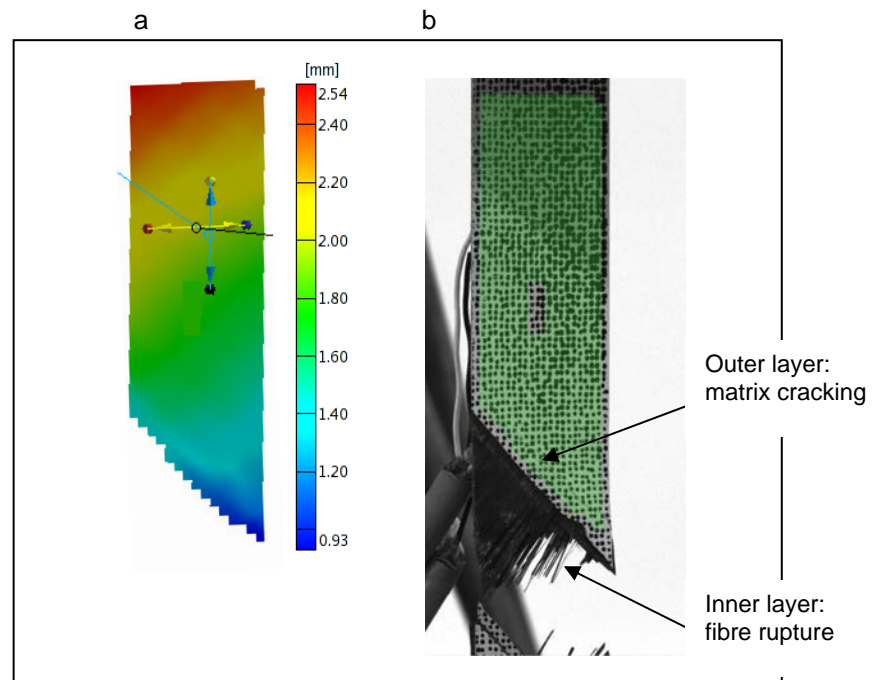 a
b
[mm]
2.54
2.40
2.20
2.00
1.80
1.60
1.40
1.20
0.93
Outer layer:
matrix cracking
Inner layer:
fibre rupture